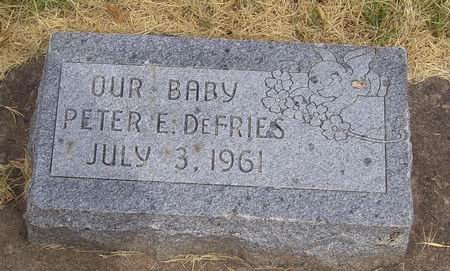 OUR BABY
PETER E. DeFRIES
JULY 3, 1961